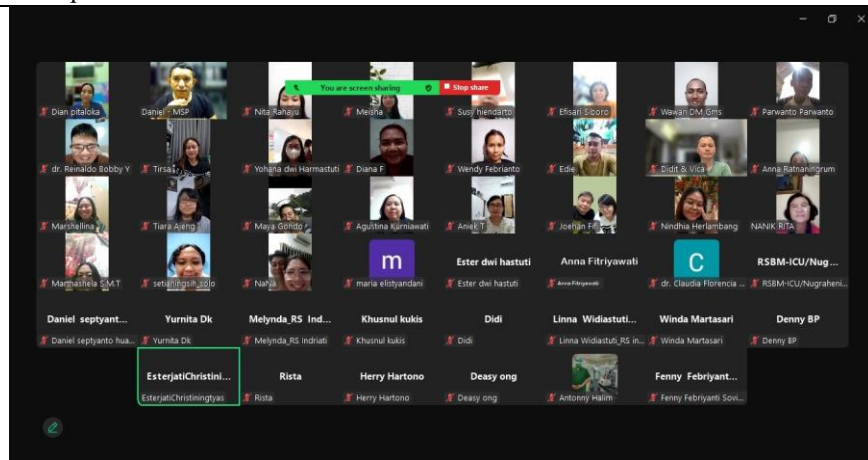 You are screen sharing Stop share
Dian pitaloka Daniel - MSP Nita Rahayu Meisha Susy hiendarto Efisari Siboro Wawan DM Gms Parwanto Parwanto
dr. Reinaldo Bobby Y Tirsa Yohana dwi Harmastuti Diana F Wendy Febrianto Edie Didit & Vica Anna Ratnaningrum
Marshellina Tiara Ajeng Maya Gondo Agustina Kurniawati Aniek T Joehan Fifi Nindhia Herlambang NANIK RITA
m Ester dwi hastuti Anna Fitriyawati C RSBM-ICU/Nug...
Marthashela S.M.T setianingsih_solo NaNa maria elistyandani Ester dwi hastuti Anna Fitriyawati dr. Claudia Florencia ... RSBM-ICU/Nugraheni...
Daniel septyant... Yurnita Dk Melynda_RS Ind... Khusnul kukis Didi Linna Widiastuti... Winda Martasari Denny BP
Daniel septyanto hua... Yurnita Dk Melynda_RS Indriati Khusnul kukis Didi Linna Widiastuti_RS in... Winda Martasari Denny BP
EsterjatiChristini... Rista Herry Hartono Deasy ong Fenny Febriyant...
EsterjatiChristiningtyas Rista Herry Hartono Deasy ong Antonny Halim Fenny Febriyanti Sovi...